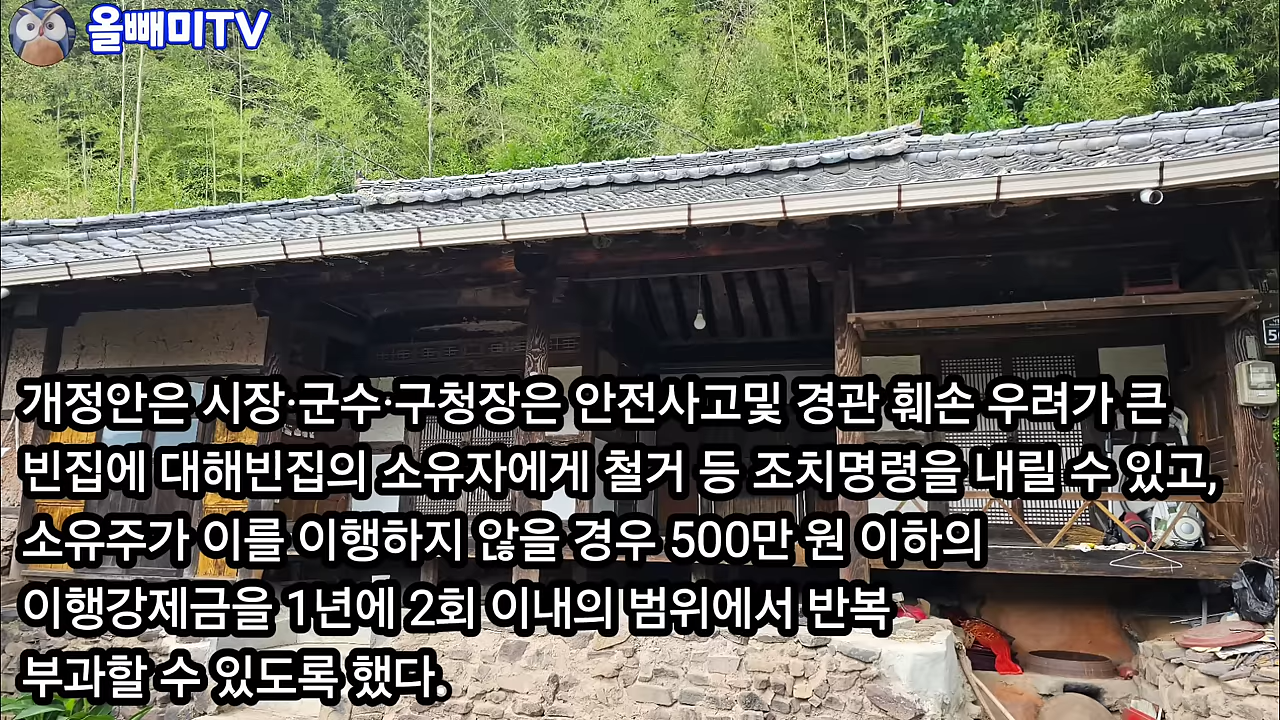 올빼미TV
개정안은 시장·군수·구청장은 안전사고및 경관 훼손 우려가 큰
빈집에 대해빈집의 소유자에게 철거 등 조치명령을 내릴 수 있고,
소유주가 이를 이행하지 않을 경우 500만 원 이하의
이행강제금을 1년에 2회 이내의 범위에서 반복
부과할 수 있도록 했다.